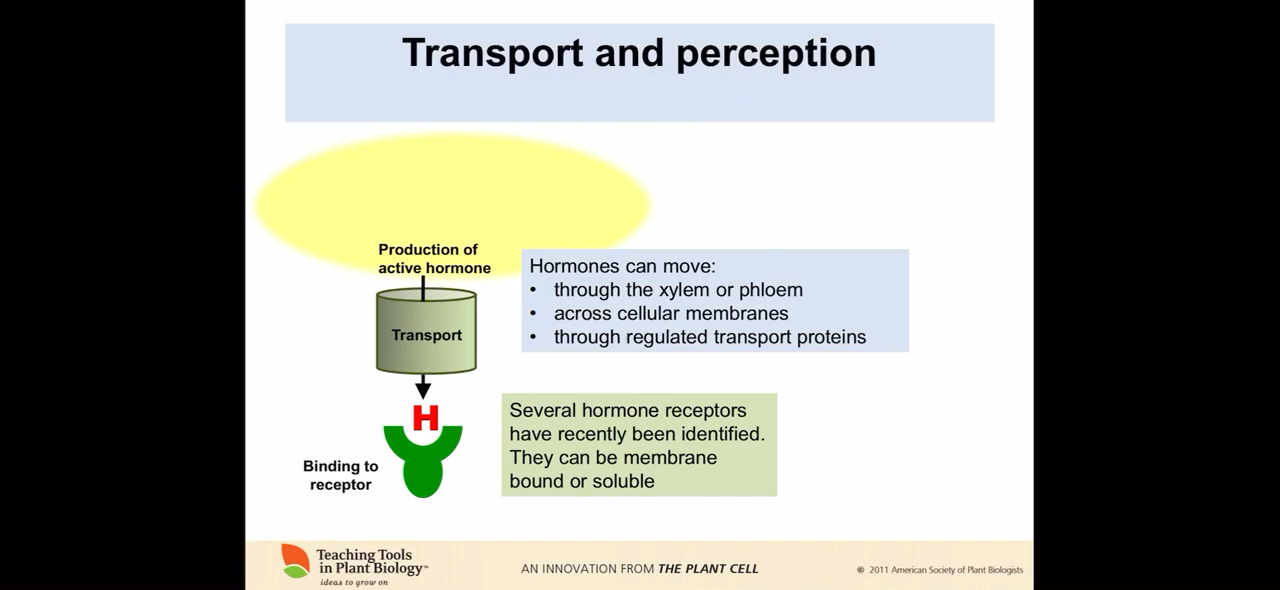 Transport and perception
Production of
active hormone
Transport
Hormones can move:
• through the xylem or phloem
• across cellular membranes
• through regulated transport proteins
H
Binding to
receptor
Several hormone receptors
have recently been identified.
They can be membrane
bound or soluble
Teaching Tools
in Plant Biology™
ideas to grow on
AN INNOVATION FROM THE PLANT CELL
© 2011 American Society of Plant Biologists